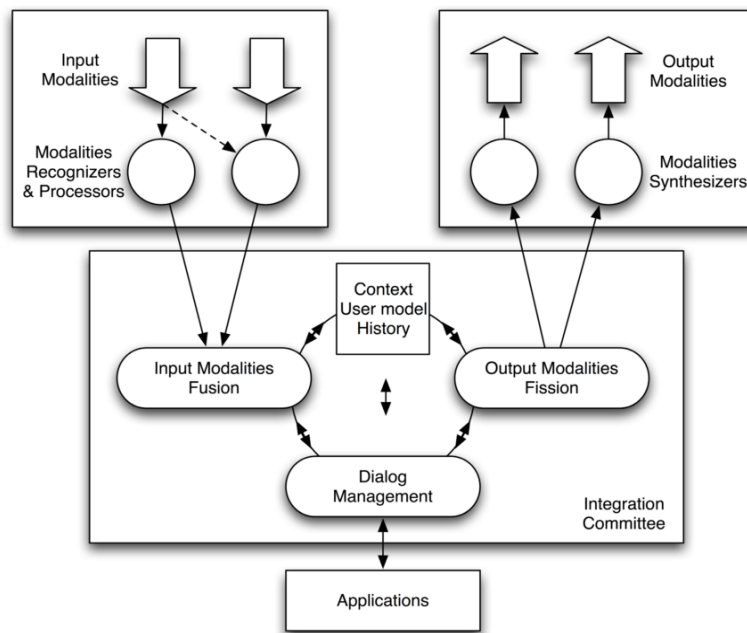 Input
Modalities
Modalities
Recognizers
& Processors
Output
Modalities
Modalities
Synthesizers
Context
User model
History
Input Modalities
Fusion
Output Modalities
Fission
Dialog
Management
Integration
Committee
Applications